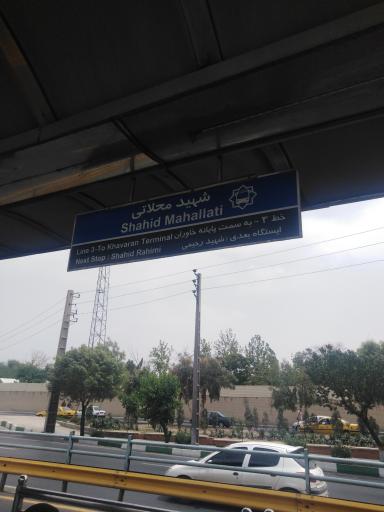 شهید محلاتی
Shahid Mahallati
خط ۳ - به سمت پایانه خاوران Line 3-To Khavaran Terminal
ایستگاه بعدی : شهید رحیمی Next Stop : Shahid Rahimi